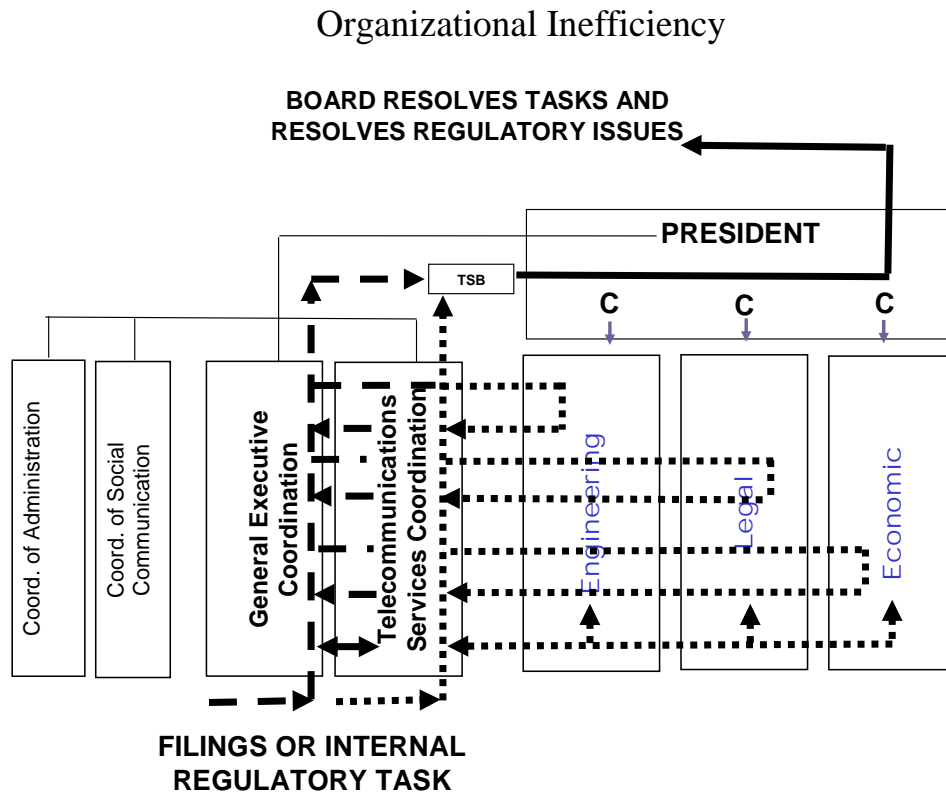 Organizational Inefficiency
BOARD RESOLVES TASKS AND
RESOLVES REGULATORY ISSUES
PRESIDENT
TSB
C
C
C
Coord. of Administration
Coord. of Social
Communication
General Executive
Coordination
Telecommunications
Services Coordination
Engineering
Legal
Economic
FILINGS OR INTERNAL
REGULATORY TASK